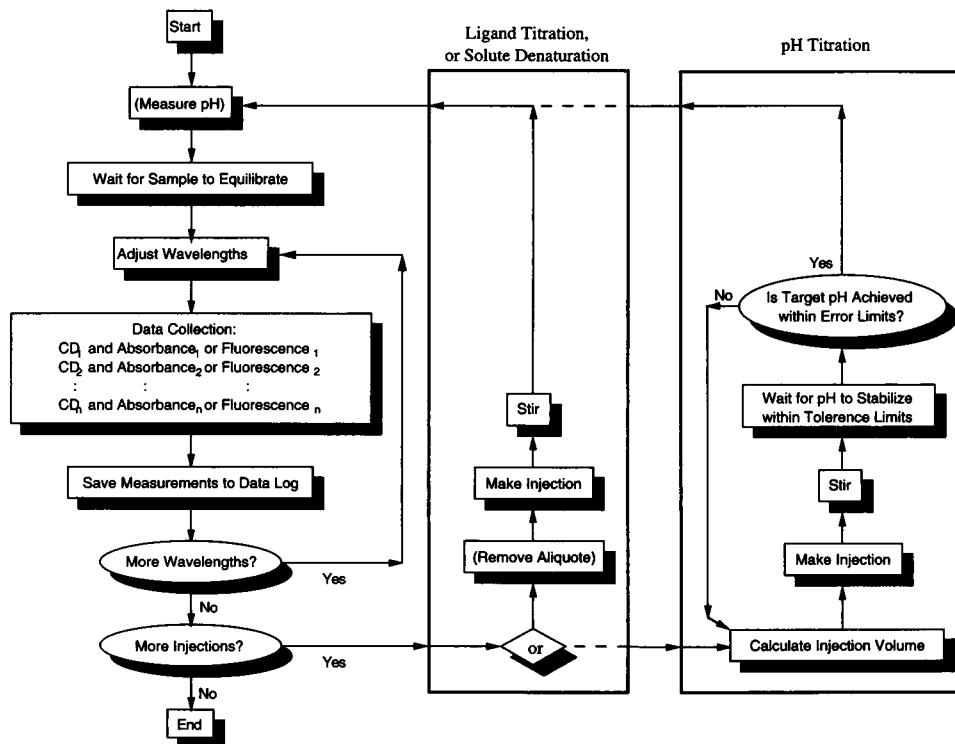 Start
(Measure pH)
Wait for Sample to Equilibrate
Adjust Wavelengths
Data Collection:
CD1 and Absorbance1 or Fluorescence 1
CD2 and Absorbance2 or Fluorescence 2
: : :
CDn and Absorbancen or Fluorescence n
Save Measurements to Data Log
More Wavelengths?
Yes
No
More Injections?
Yes
No
End
Ligand Titration,
or Solute Denaturation
Stir
Make Injection
(Remove Aliquote)
or
pH Titration
Yes
No
Is Target pH Achieved
within Error Limits?
Wait for pH to Stabilize
within Tolerence Limits
Stir
Make Injection
Calculate Injection Volume